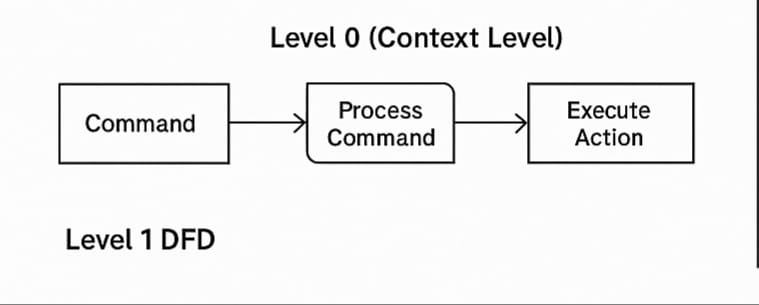 Level 0 (Context Level)
Command
Process
Command
Execute
Action
Level 1 DFD